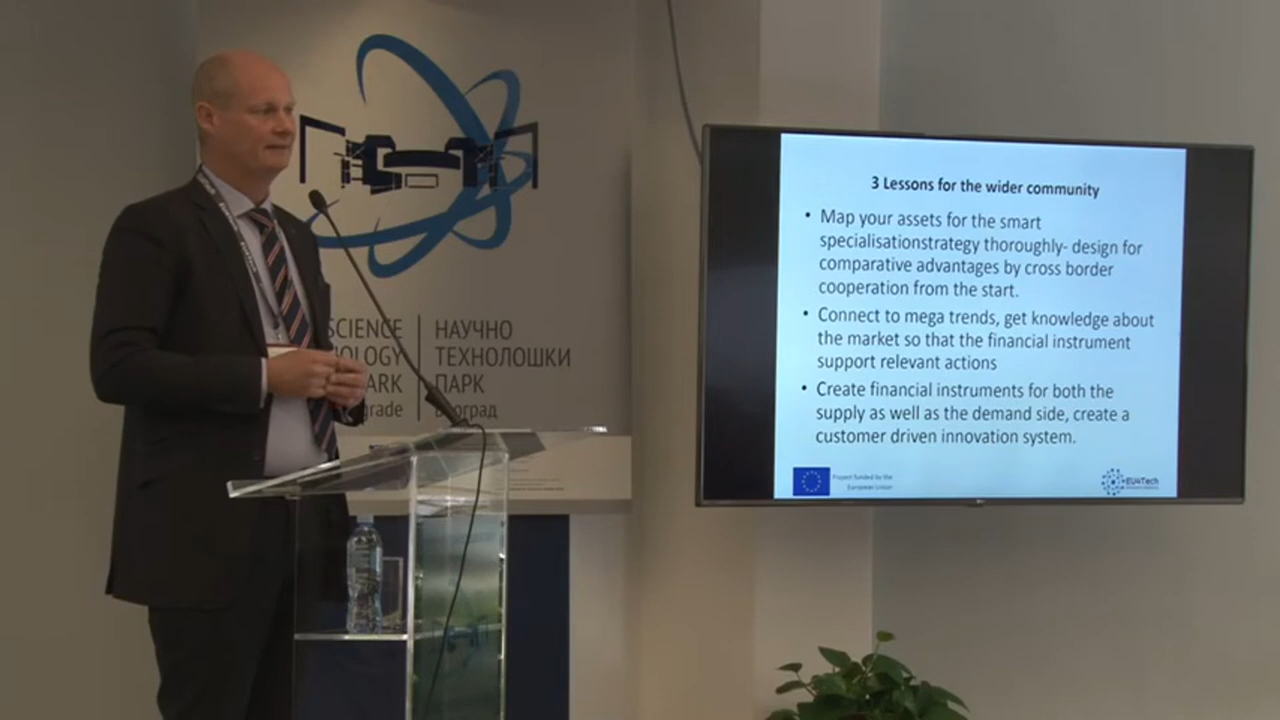 SCIENCE
OLOGY
ARK
grade
НАУЧНО
ТЕХНОЛОШКИ
ПАРК
Београд
3 Lessons for the wider community
• Map your assets for the smart
specialisationstrategy thoroughly- design for
comparative advantages by cross border
cooperation from the start.
• Connect to mega trends, get knowledge about
the market so that the financial instrument
support relevant actions
• Create financial instruments for both the
supply as well as the demand side, create a
customer driven innovation system.
Project funded by the
European Union
EU4Tech